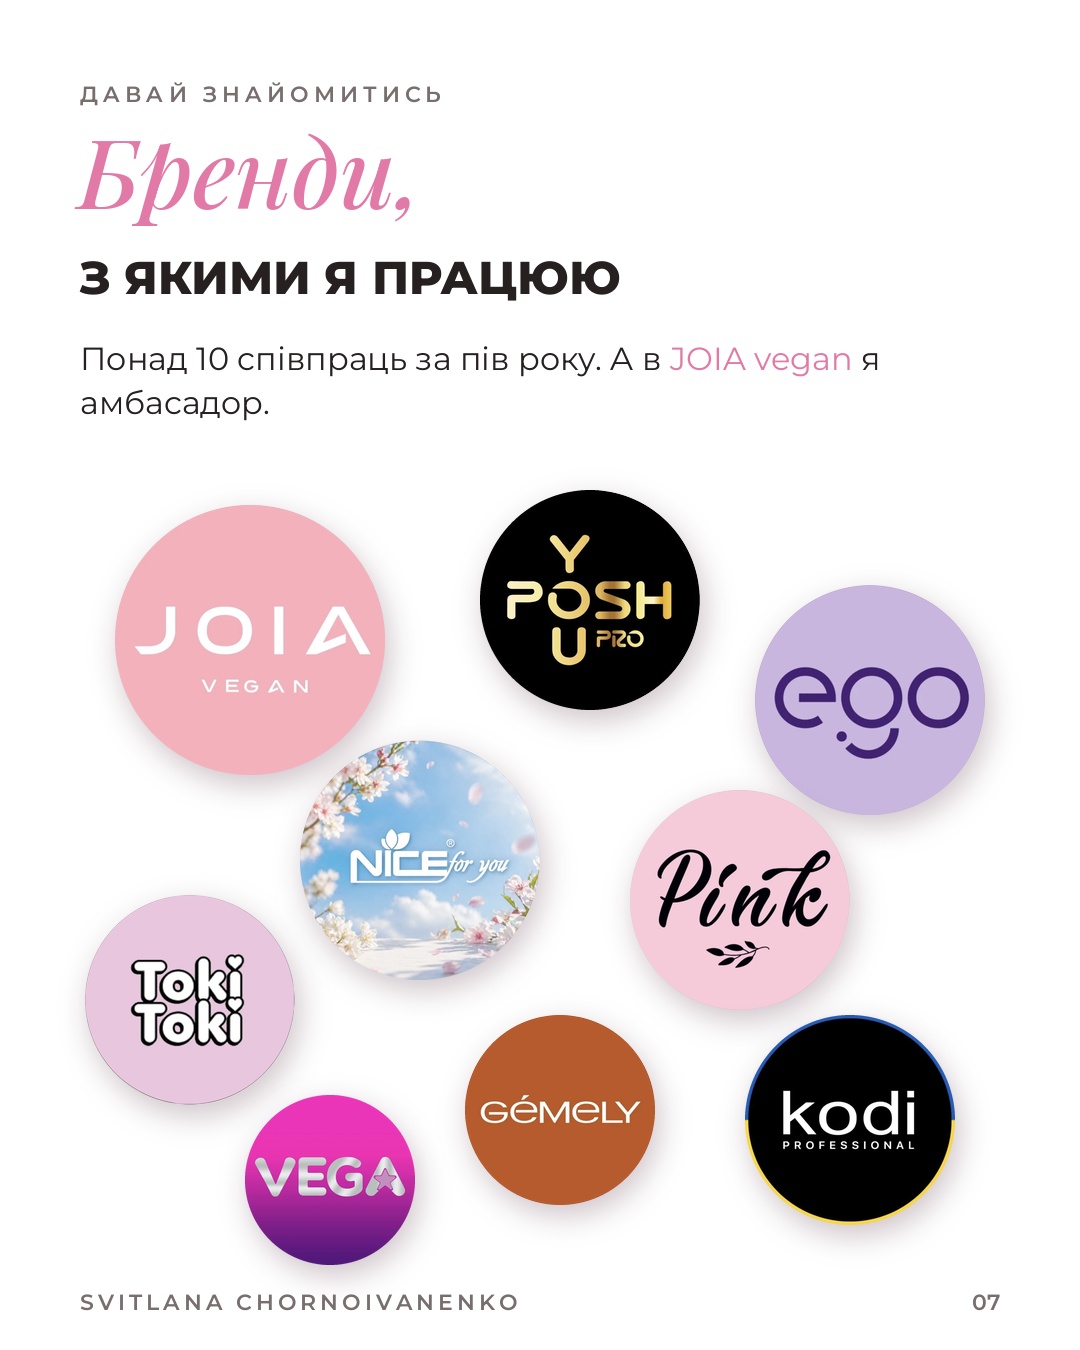 ДАВАЙ ЗНАЙОМИТИСЬ
Бренди,
З ЯКИМИ Я ПРАЦЮЮ
Понад 10 співпраць за пів року. А в JOIA vegan я
амбасадор.
JOIA
VEGAN
Y
POSH
U PRO
ego
NICE® for you
Pink
Toki
Toki
GéMeLY
kodi
PROFESSIONAL
VEGA
SVITLANA CHORNOIVANENKO
07